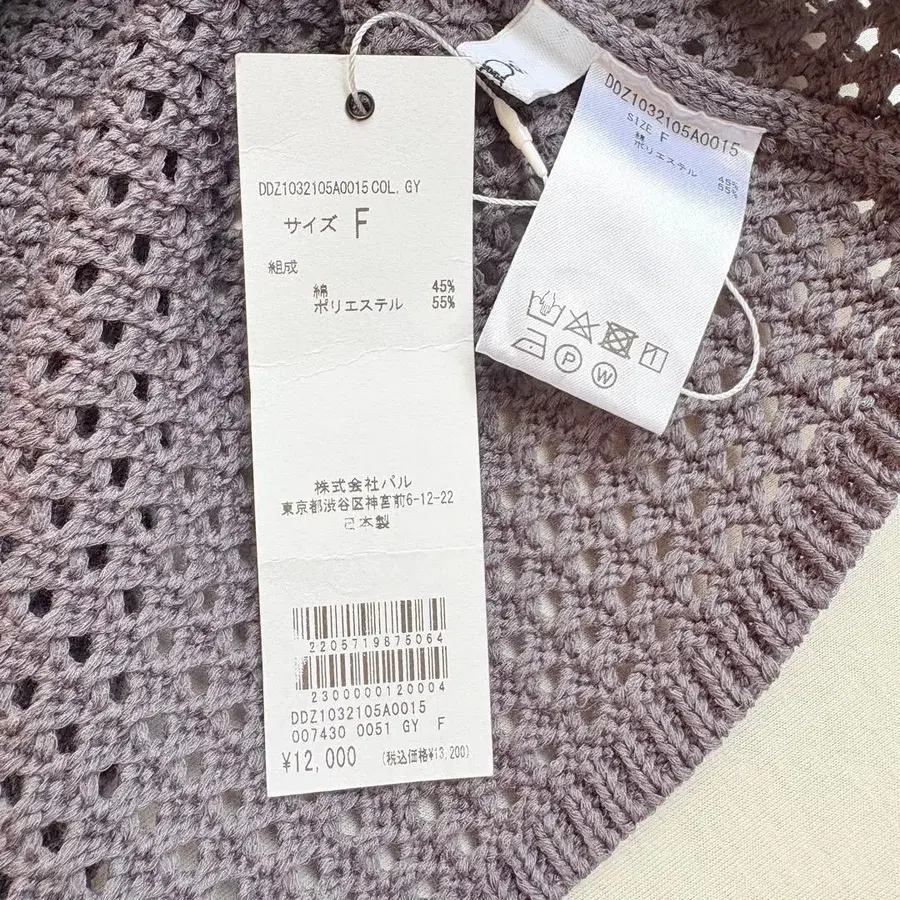 DDZ1032105A0015 COL. GY
サイズ F
組成
綿 45%
ポリエステル 55%
株式会社パル
東京都渋谷区神宮前6-12-22
日本製
2205719875064
2300000120004
DDZ1032105A0015
007430 0051 GY F
¥12,000 (税込価格¥13,200)
DDZ1032105A0015
SIZE F
綿 45%
ポリエステル 55%
P
W